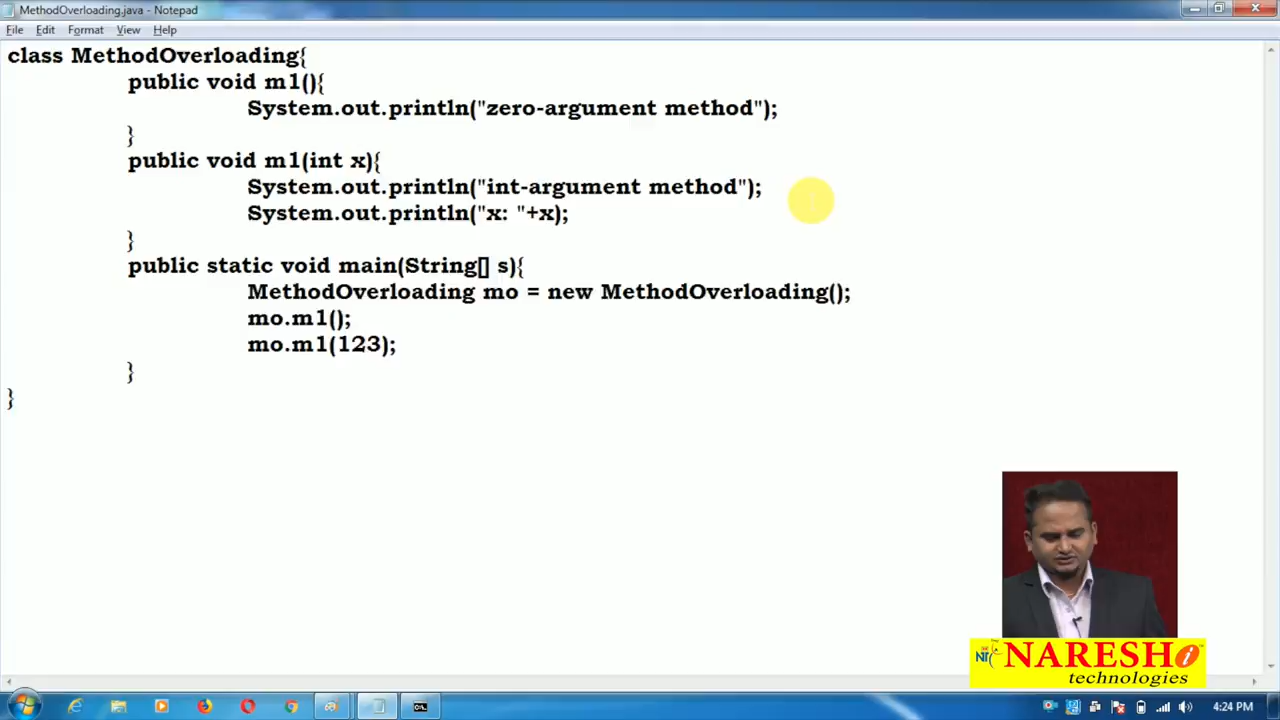 MethodOverloading.java - Notepad
File Edit Format View Help
class MethodOverloading{
public void m1(){
System.out.println("zero-argument method");
}
public void m1(int x){
System.out.println("int-argument method");
System.out.println("x: "+x);
}
public static void main(String[] s){
MethodOverloading mo = new MethodOverloading();
mo.m1();
mo.m1(123);
}
}
NARESH i
technologies
4:24 PM